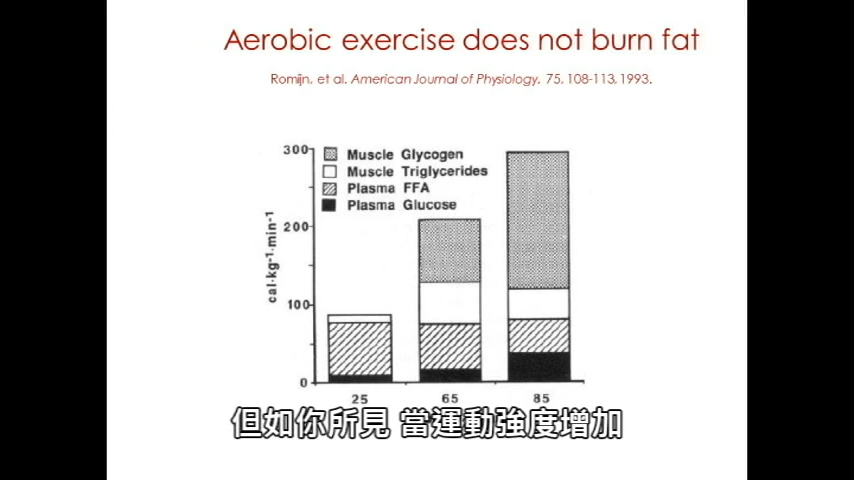 Aerobic exercise does not burn fat
Romijn, et al. American Journal of Physiology, 75, 108-113, 1993.
300
Muscle Glycogen
Muscle Triglycerides
Plasma FFA
Plasma Glucose
200
cal·kg-1·min-1
100
0
25 65 85
但如你所見 當運動強度增加